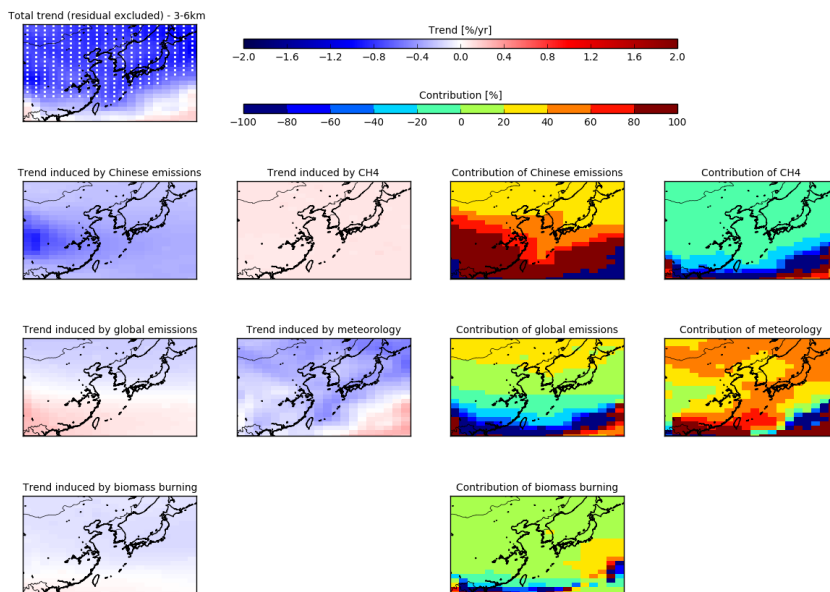 Total trend (residual excluded) - 3-6km
Trend [%/yr]
−2.0 −1.6 −1.2 −0.8 −0.4 0.0 0.4 0.8 1.2 1.6 2.0
Contribution [%]
−100 −80 −60 −40 −20 0 20 40 60 80 100
Trend induced by Chinese emissions
Trend induced by CH4
Contribution of Chinese emissions
Contribution of CH4
Trend induced by global emissions
Trend induced by meteorology
Contribution of global emissions
Contribution of meteorology
Trend induced by biomass burning
Contribution of biomass burning